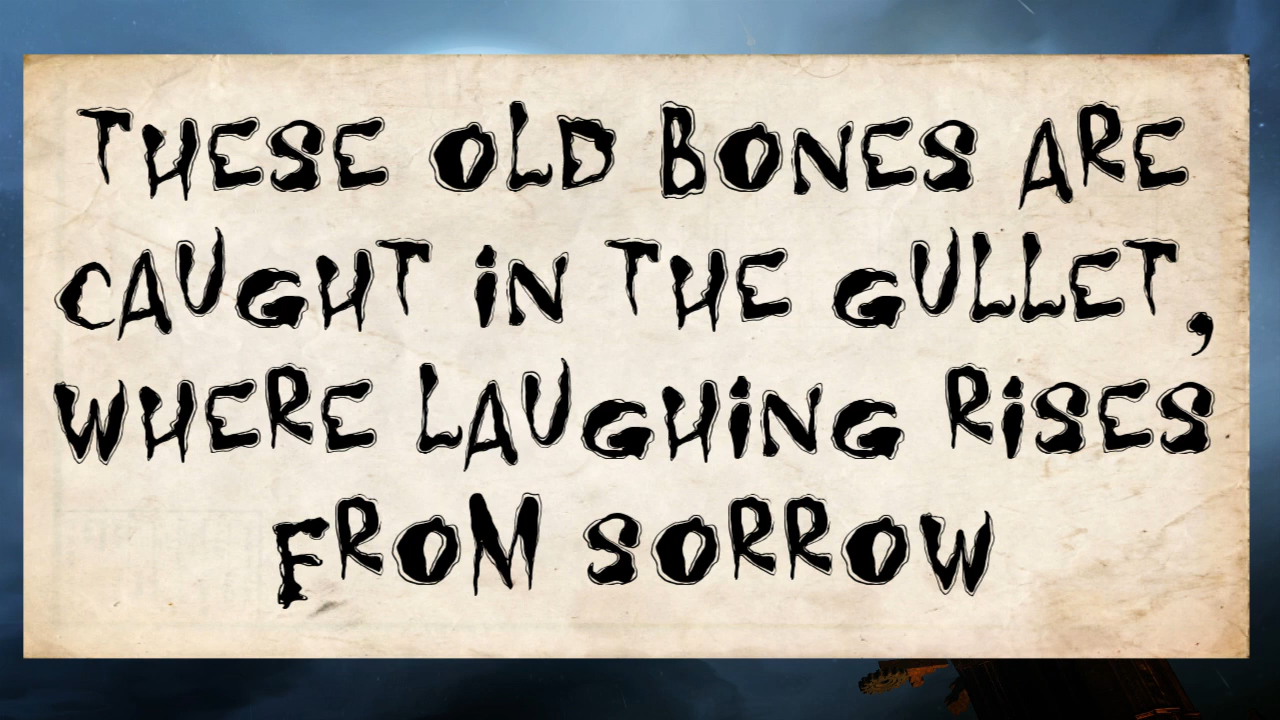 THESE OLD BONES ARE
CAUGHT IN THE GULLET,
WHERE LAUGHING RISES
FROM SORROW